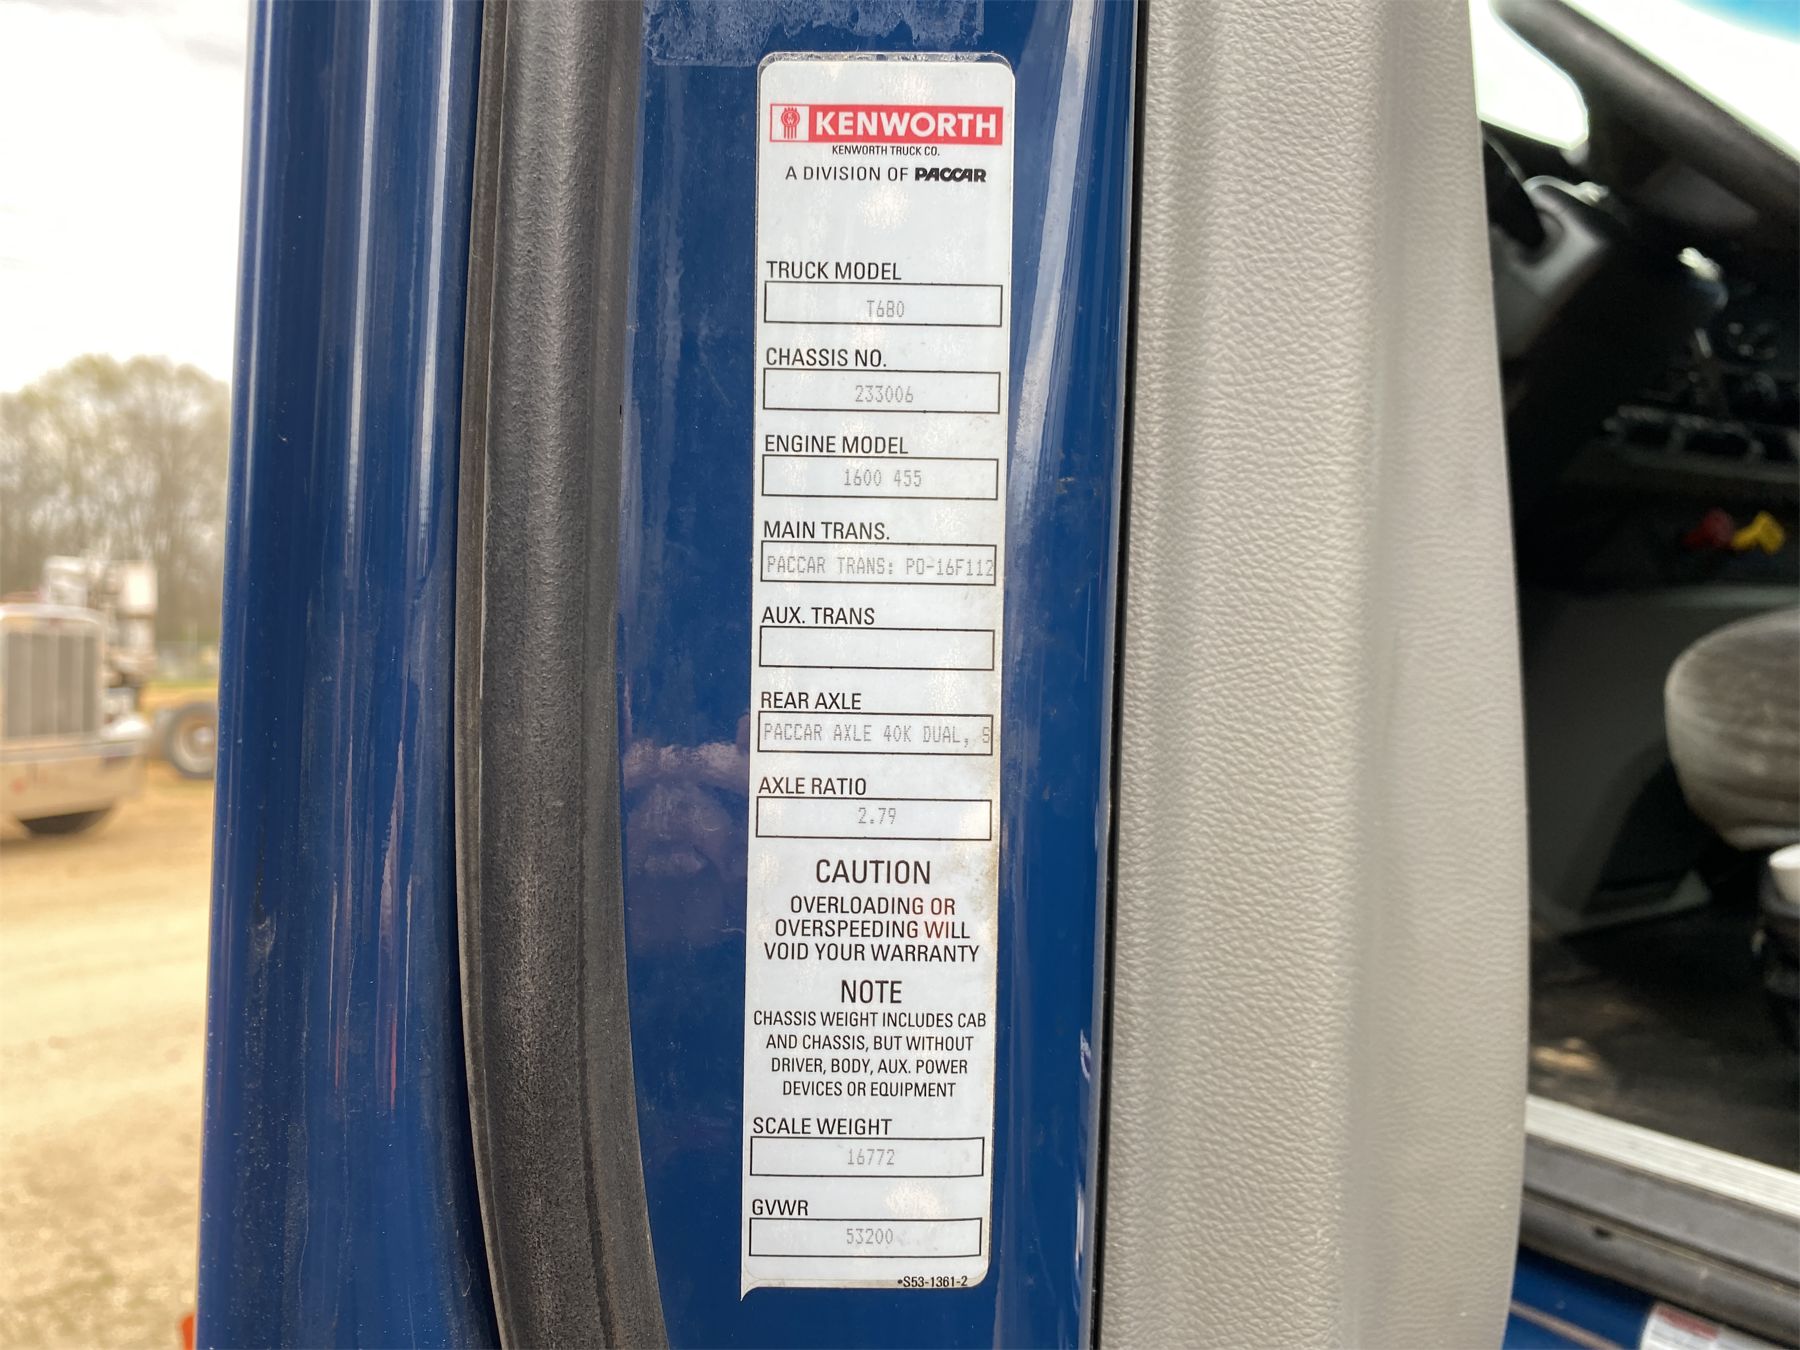 KENWORTH
KENWORTH TRUCK CO.
A DIVISION OF PACCAR
TRUCK MODEL
T680
CHASSIS NO.
233006
ENGINE MODEL
1600 455
MAIN TRANS.
PACCAR TRANS: PO-16F112
AUX. TRANS
REAR AXLE
PACCAR AXLE 40K DUAL, S
AXLE RATIO
2.79
CAUTION
OVERLOADING OR
OVERSPEEDING WILL
VOID YOUR WARRANTY
NOTE
CHASSIS WEIGHT INCLUDES CAB
AND CHASSIS, BUT WITHOUT
DRIVER, BODY, AUX. POWER
DEVICES OR EQUIPMENT
SCALE WEIGHT
16772
GVWR
53200
•S53-1361-2